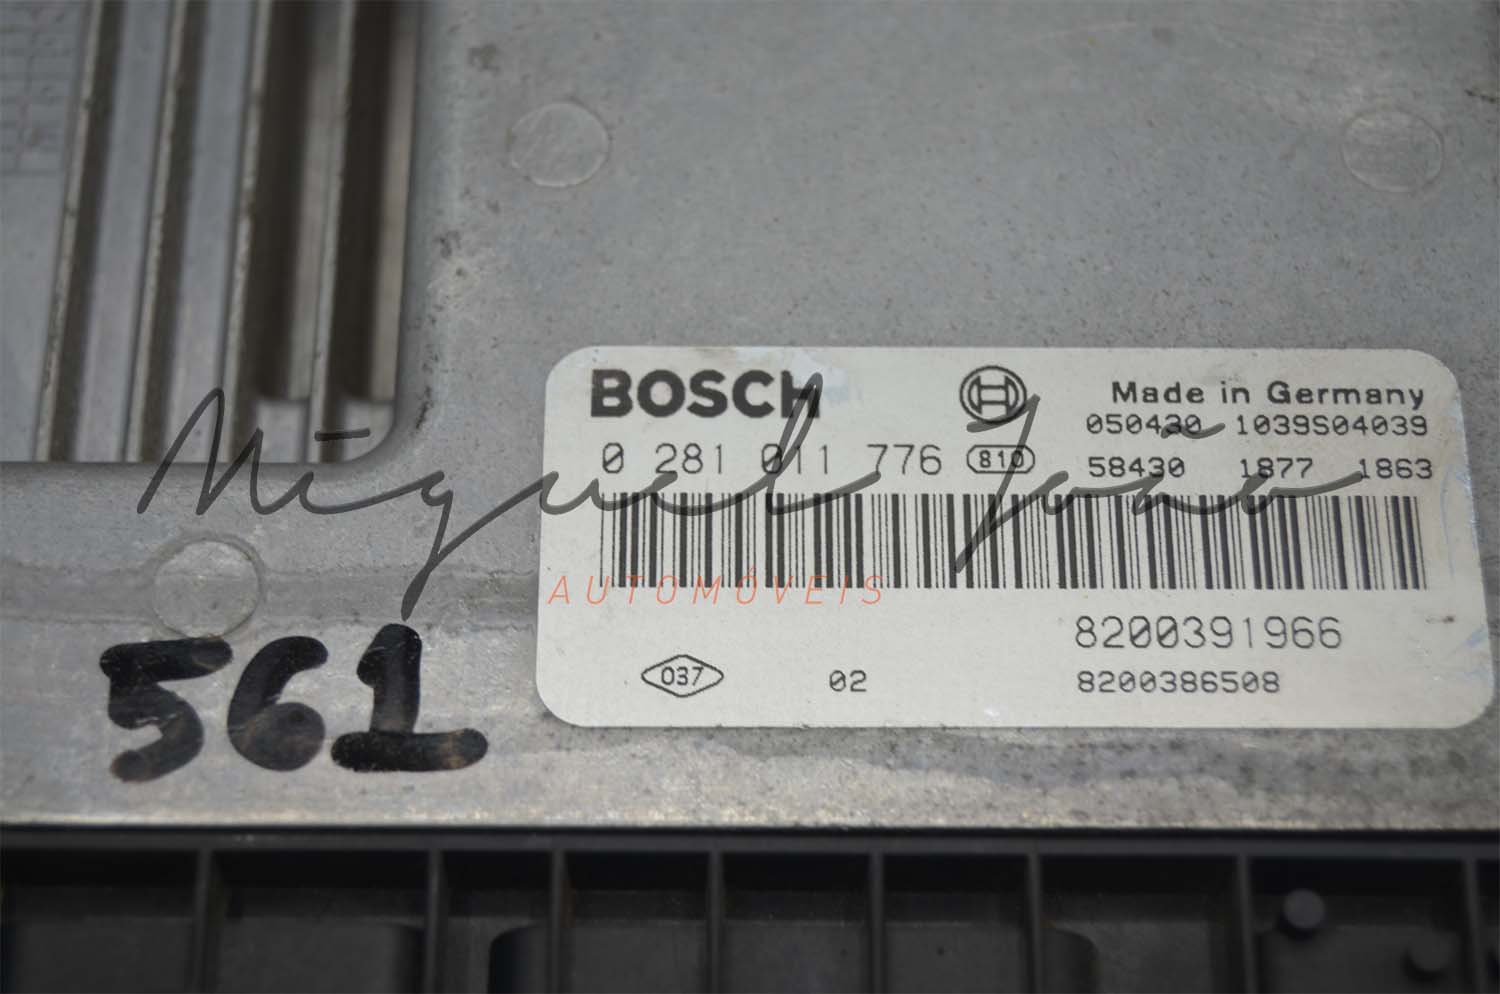 BOSCH
Made in Germany
050430 1039S04039
0 281 011 776 810
58430 1877 1863
Miguel João
AUTOMÓVEIS
8200391966
037 02 8200386508
561